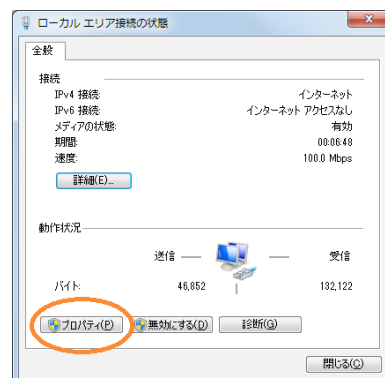 ローカル エリア接続の状態
全般
接続
IPv4 接続: インターネット
IPv6 接続: インターネット アクセスなし
メディアの状態: 有効
期間: 00:06:48
速度: 100.0 Mbps
詳細(E)...
動作状況
送信 — — 受信
バイト: 46,852 | 132,122
プロパティ(P) 無効にする(D) 診断(G)
閉じる(C)